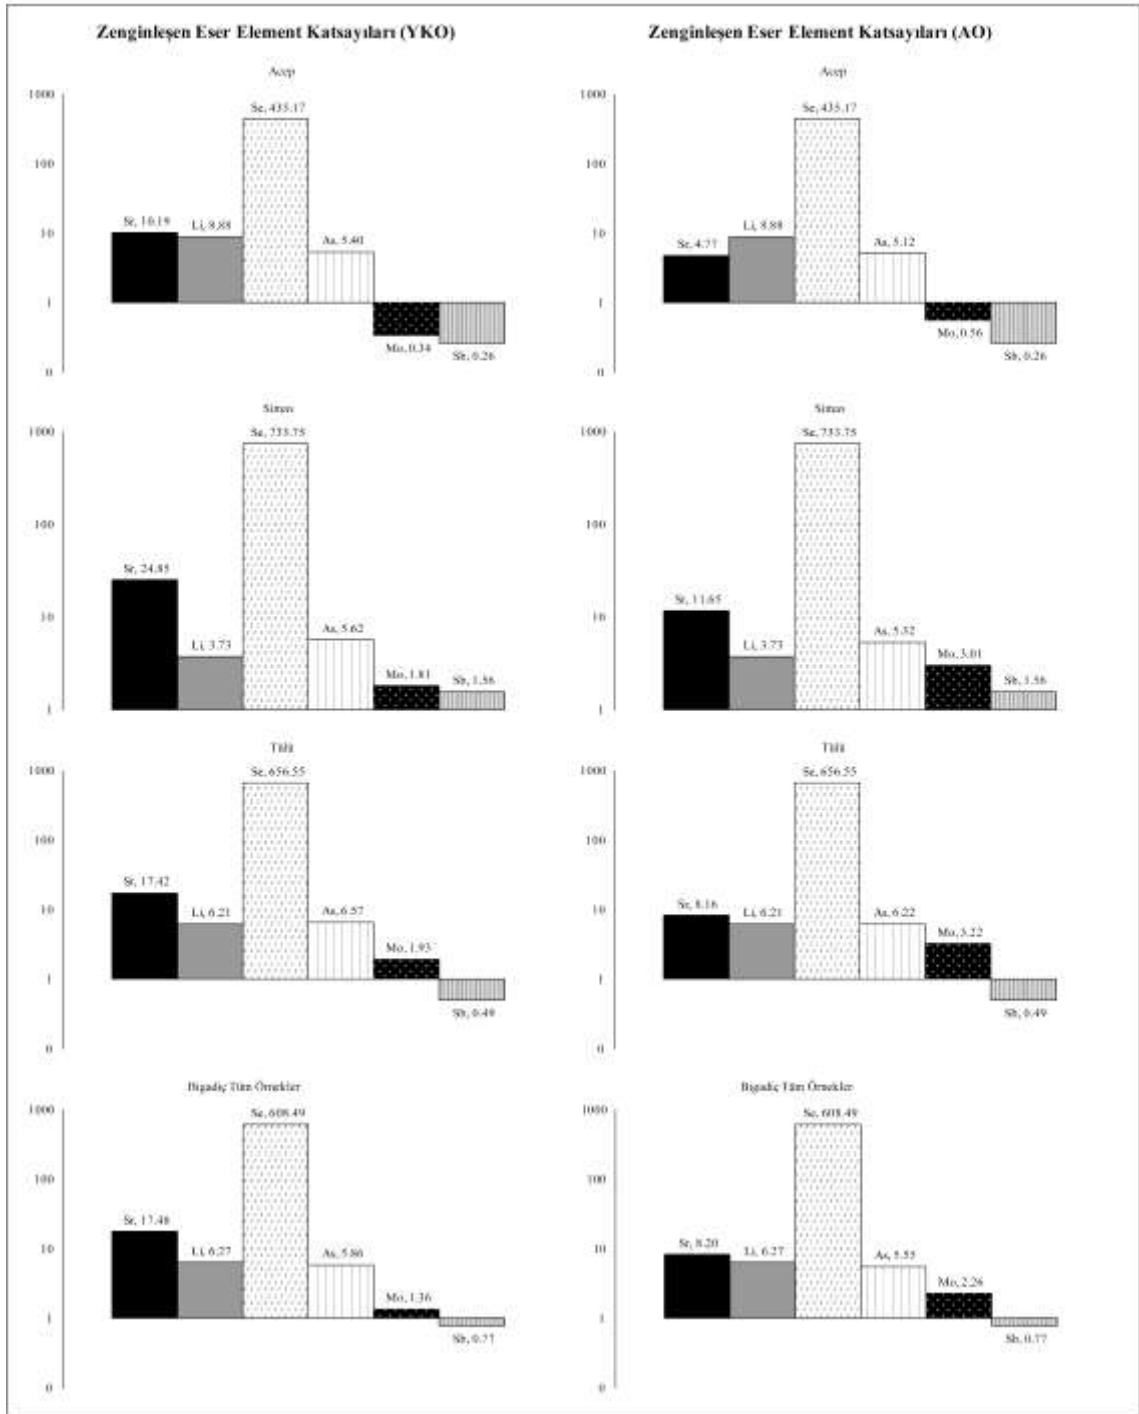 Zenginleşen Eser Element Katsayıları (YKO)
Acep
1000
100
10
1
0
Sr, 10.19
Li, 8.88
Se, 435.17
As, 5.40
Mo, 0.34
Sb, 0.26
Simav
1000
100
10
1
Sr, 24.85
Li, 3.73
Se, 733.75
As, 5.62
Mo, 1.81
Sb, 1.56
Tülü
1000
100
10
1
0
Sr, 17.42
Li, 6.21
Se, 656.55
As, 6.57
Mo, 1.93
Sb, 0.49
Bigadiç Tüm Örnekler
1000
100
10
1
0
Sr, 17.48
Li, 6.27
Se, 608.49
As, 5.86
Mo, 1.36
Sb, 0.77
Zenginleşen Eser Element Katsayıları (AO)
Acep
1000
100
10
1
0
Sr, 4.77
Li, 8.88
Se, 435.17
As, 5.12
Mo, 0.56
Sb, 0.26
Simav
1000
100
10
1
Sr, 11.65
Li, 3.73
Se, 733.75
As, 5.32
Mo, 3.01
Sb, 1.56
Tülü
1000
100
10
1
0
Sr, 8.16
Li, 6.21
Se, 656.55
As, 6.22
Mo, 3.22
Sb, 0.49
Bigadiç Tüm Örnekler
1000
100
10
1
0
Sr, 8.20
Li, 6.27
Se, 608.49
As, 5.55
Mo, 2.26
Sb, 0.77